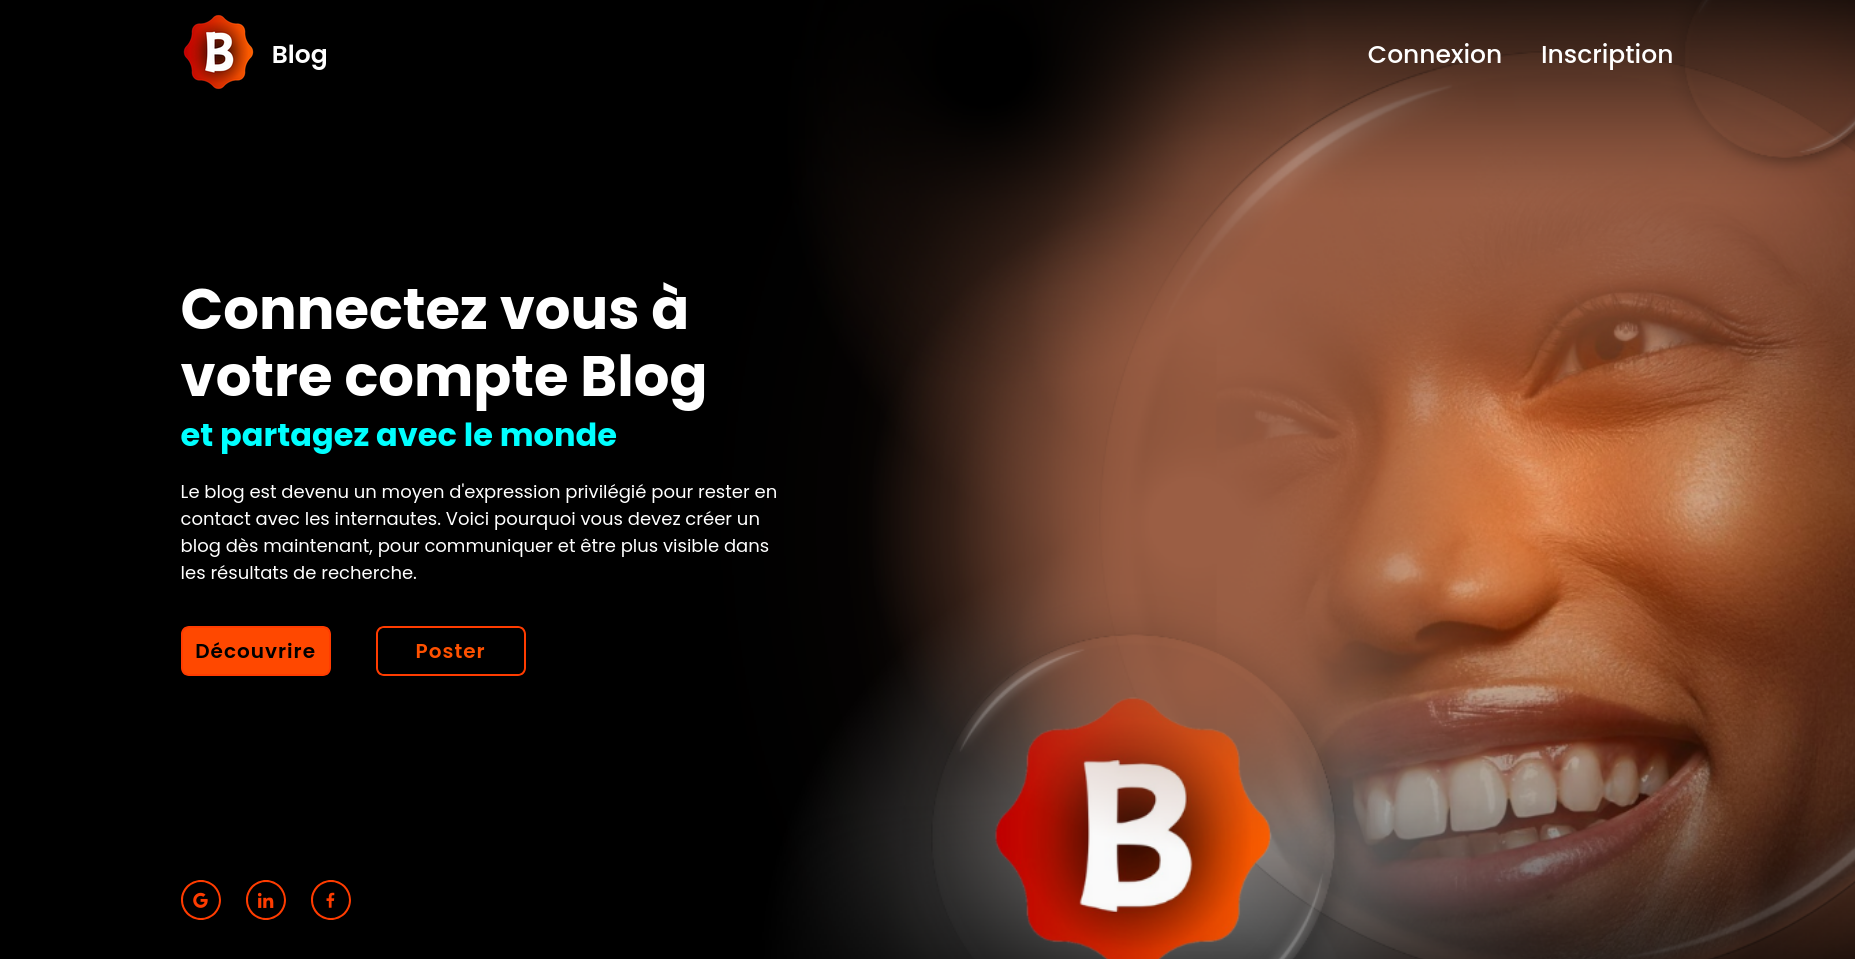 B Blog
Connexion Inscription
Connectez vous à
votre compte Blog
et partagez avec le monde
Le blog est devenu un moyen d'expression privilégié pour rester en
contact avec les internautes. Voici pourquoi vous devez créer un
blog dès maintenant, pour communiquer et être plus visible dans
les résultats de recherche.
Découvrire Poster
B
G in f